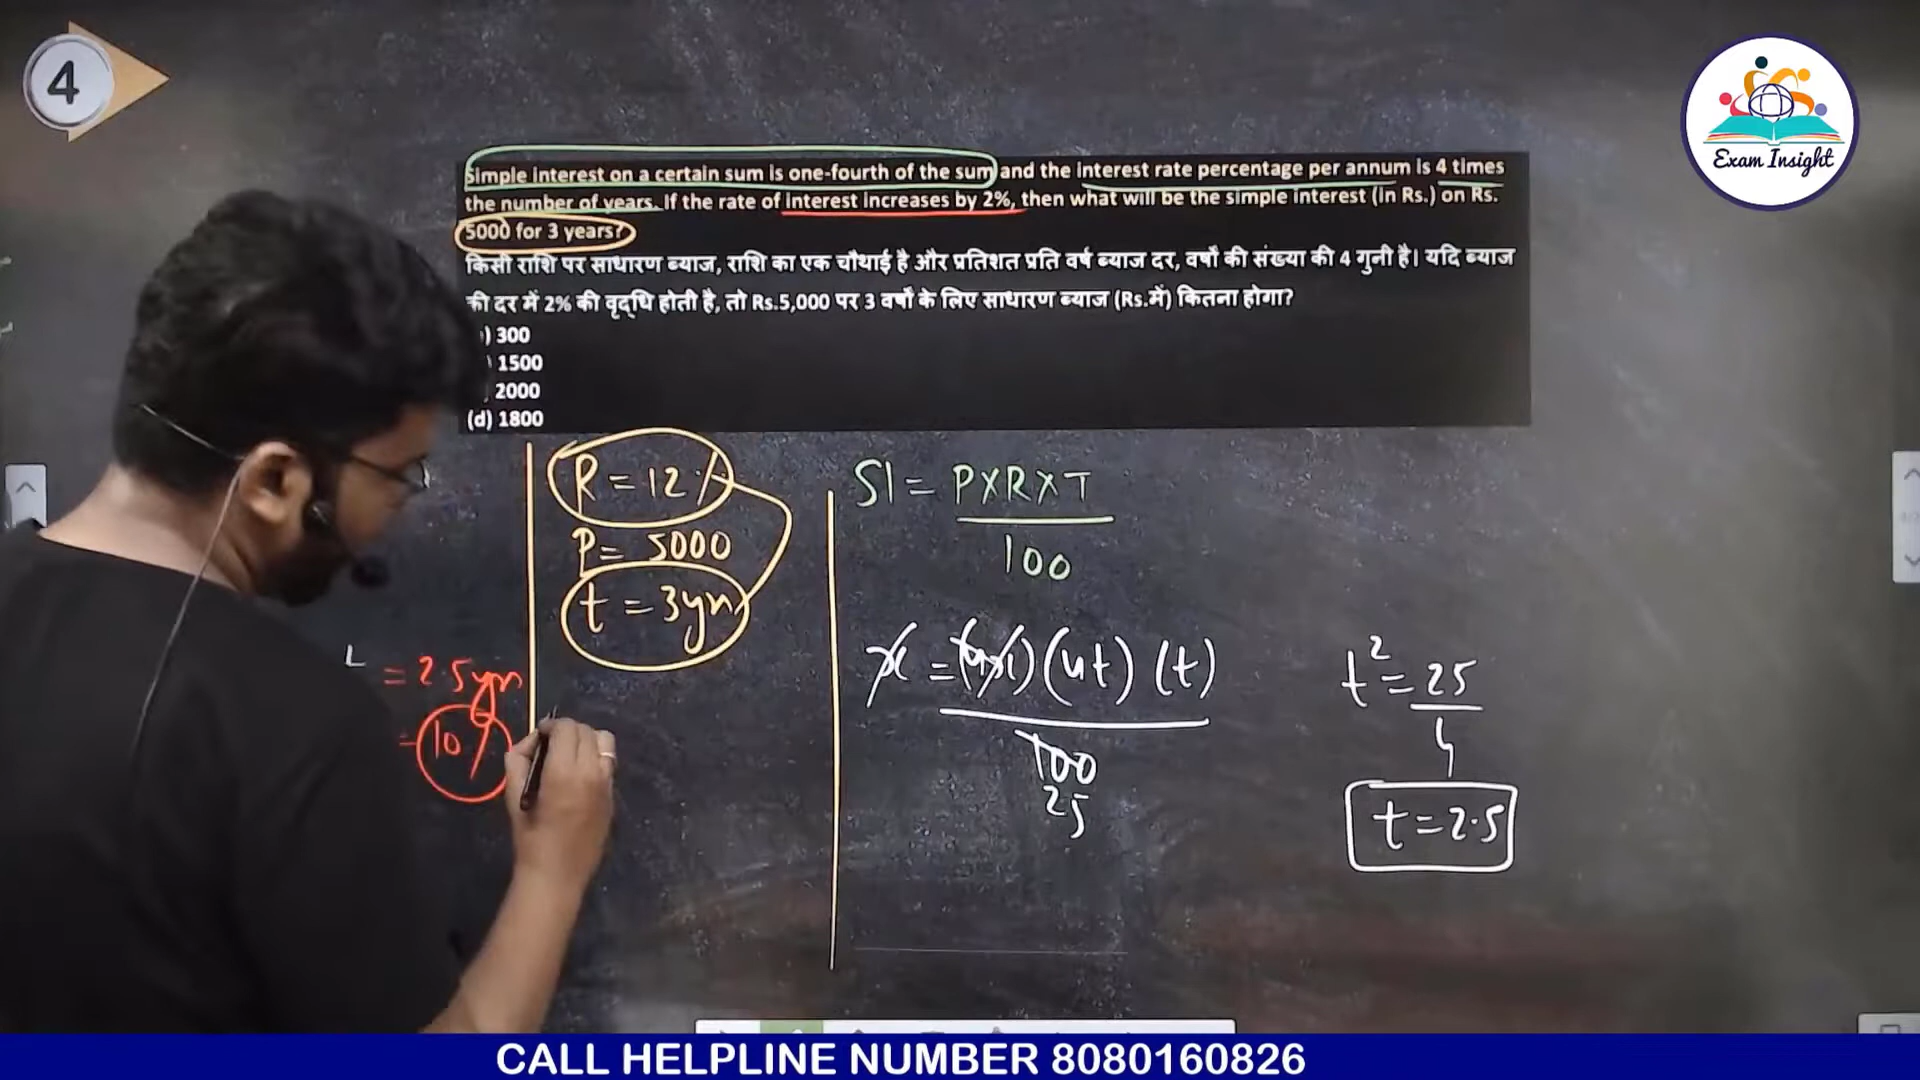 4
Exam Insight
Simple interest on a certain sum is one-fourth of the sum and the interest rate percentage per annum is 4 times
the number of years. If the rate of interest increases by 2%, then what will be the simple interest (in Rs.) on Rs.
5000 for 3 years?
किसी राशि पर साधारण ब्याज, राशि का एक चौथाई है और प्रतिशत प्रति वर्ष ब्याज दर, वर्षों की संख्या की 4 गुनी है। यदि ब्याज
की दर में 2% की वृद्धि होती है, तो Rs.5,000 पर 3 वर्षों के लिए साधारण ब्याज (Rs.में) कितना होगा?
) 300
1500
2000
(d) 1800
R = 12%
P = 5000
t = 3yr
= 2.5yr
= 10%
SI = P×R×T
100
x = (4x) (4t) (t)
100
25
t² = 25
4
t = 2.5
CALL HELPLINE NUMBER 8080160826